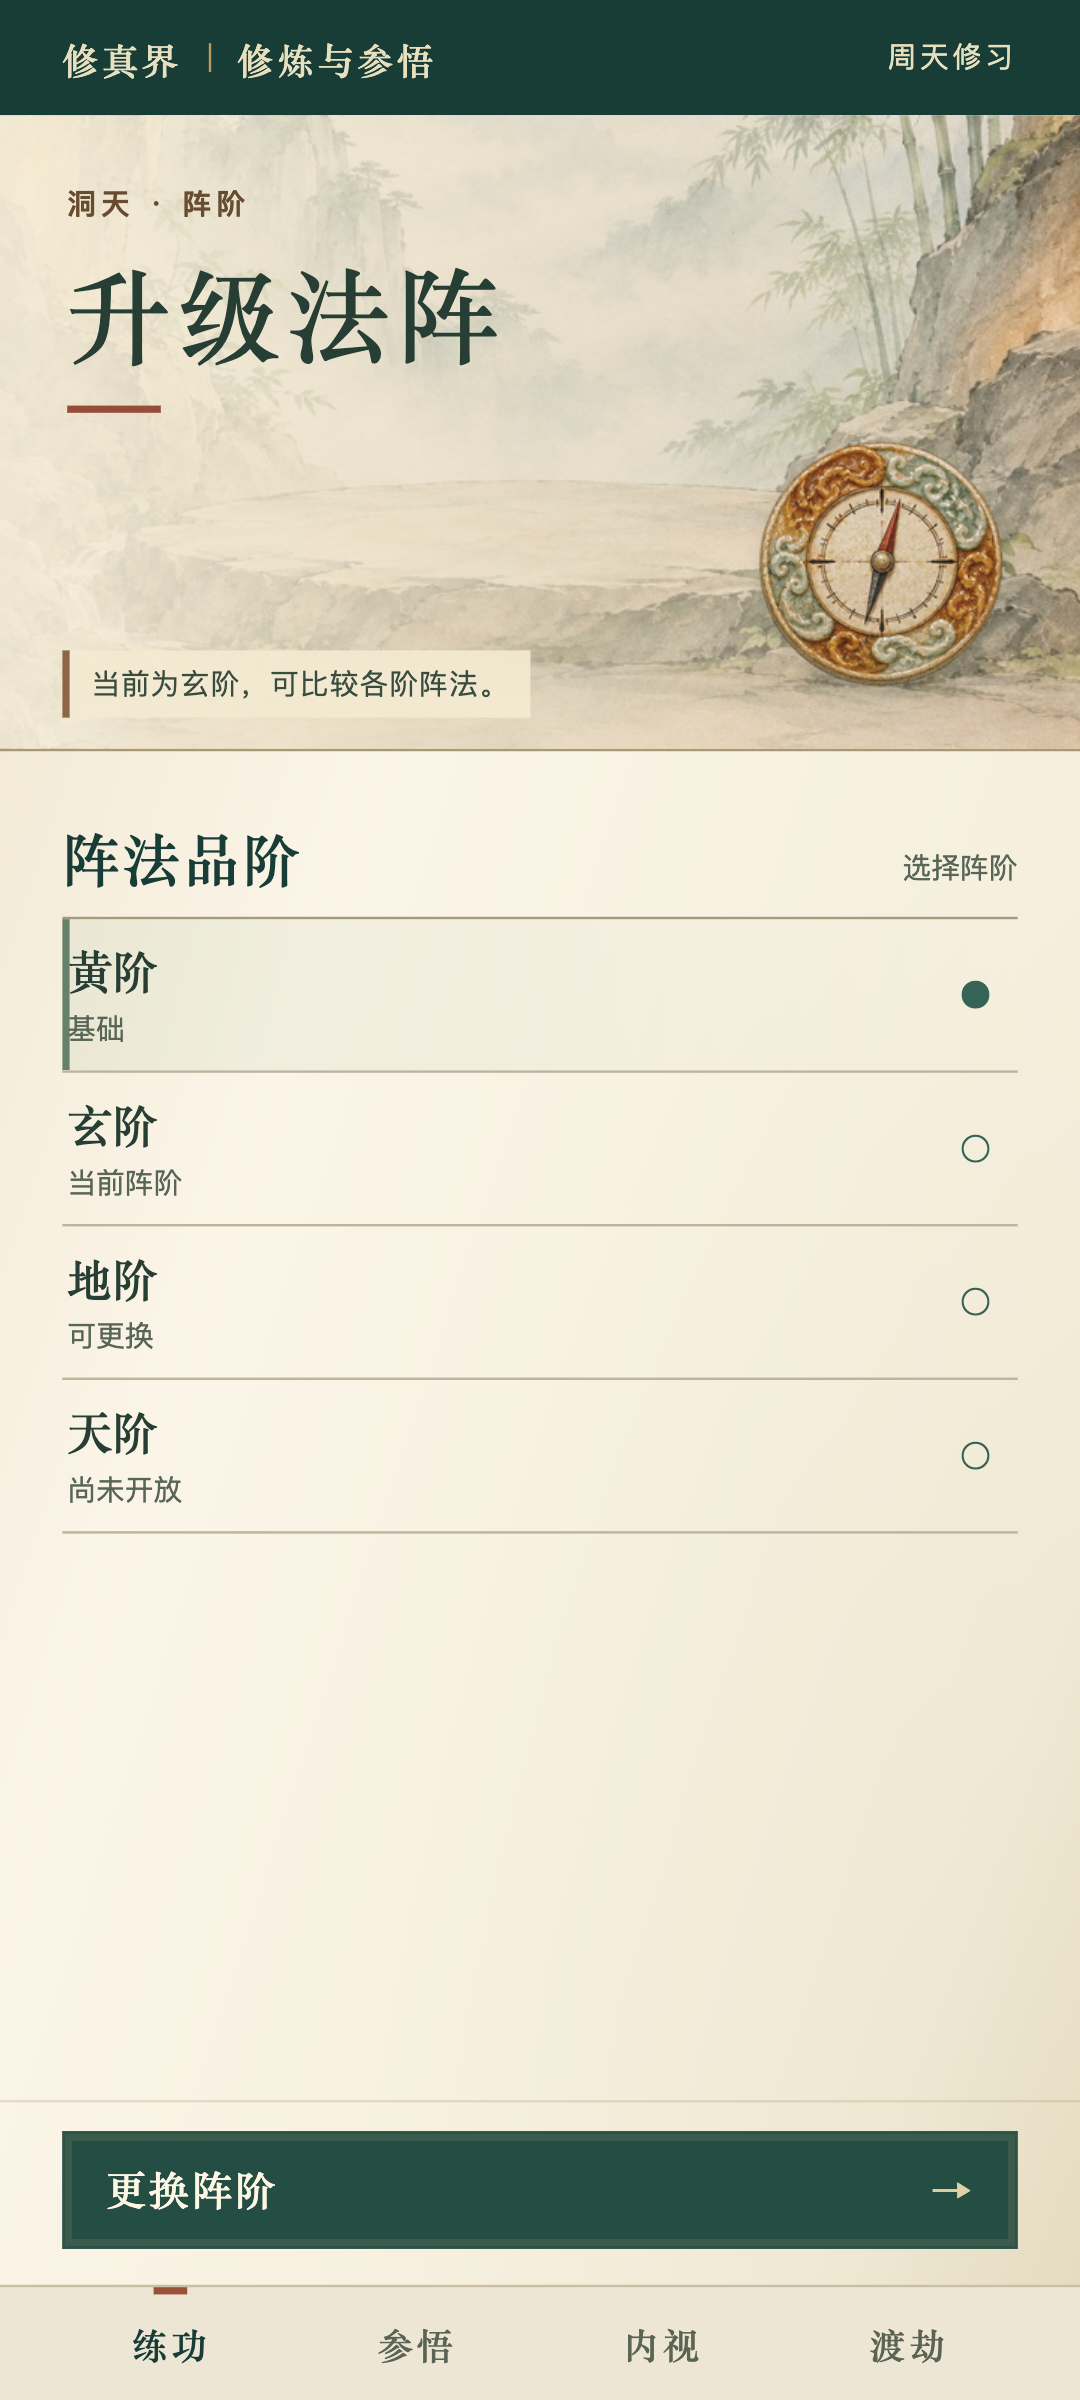 修真界 | 修炼与参悟
周天修习
洞天 · 阵阶
升级法阵
当前为玄阶，可比较各阶阵法。
阵法品阶
选择阵阶
黄阶
基础
玄阶
当前阵阶
地阶
可更换
天阶
尚未开放
更换阵阶 →
练功 参悟 内视 渡劫